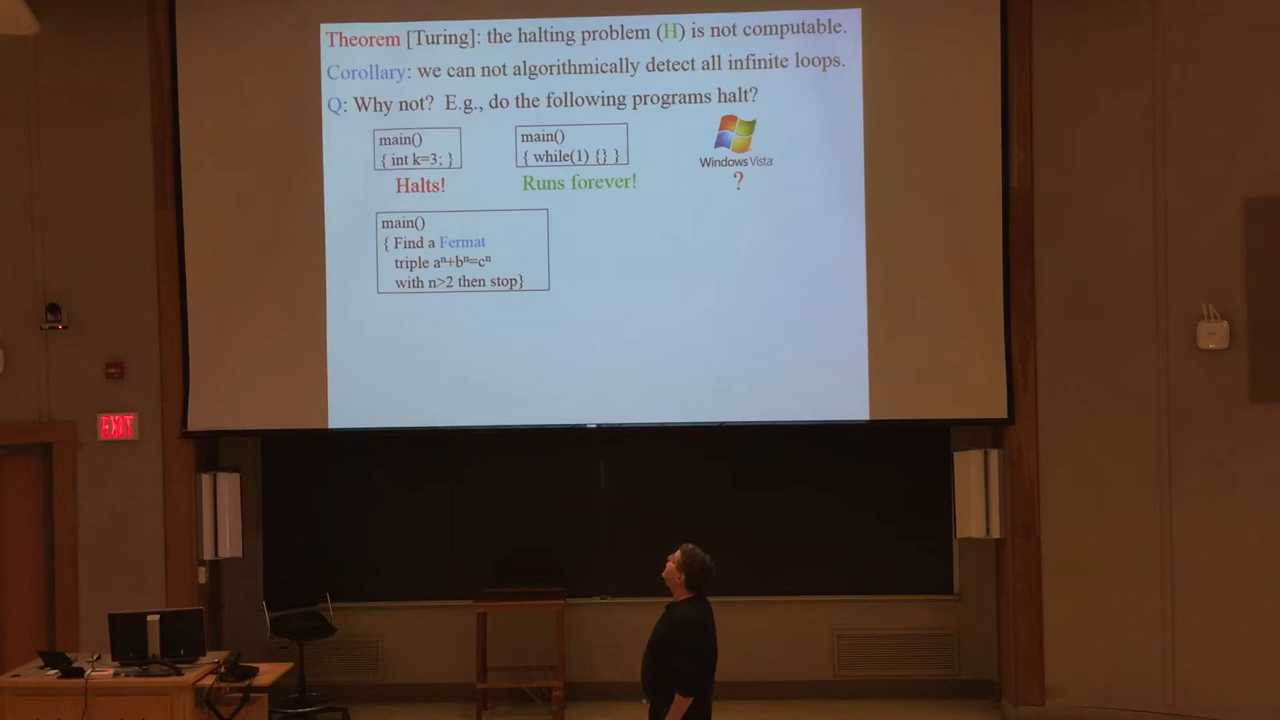 Theorem [Turing]: the halting problem (H) is not computable.
Corollary: we can not algorithmically detect all infinite loops.
Q: Why not? E.g., do the following programs halt?
main()
{ int k=3; }
Halts!
main()
{ while(1) {} }
Runs forever!
Windows Vista
?
main()
{ Find a Fermat
triple aⁿ+bⁿ=cⁿ
with n>2 then stop}
EXIT